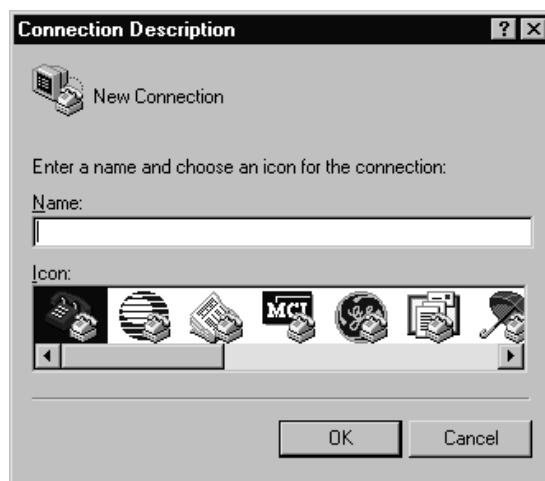 Connection Description
New Connection
Enter a name and choose an icon for the connection:
Name:
Icon:
MCI
OK
Cancel